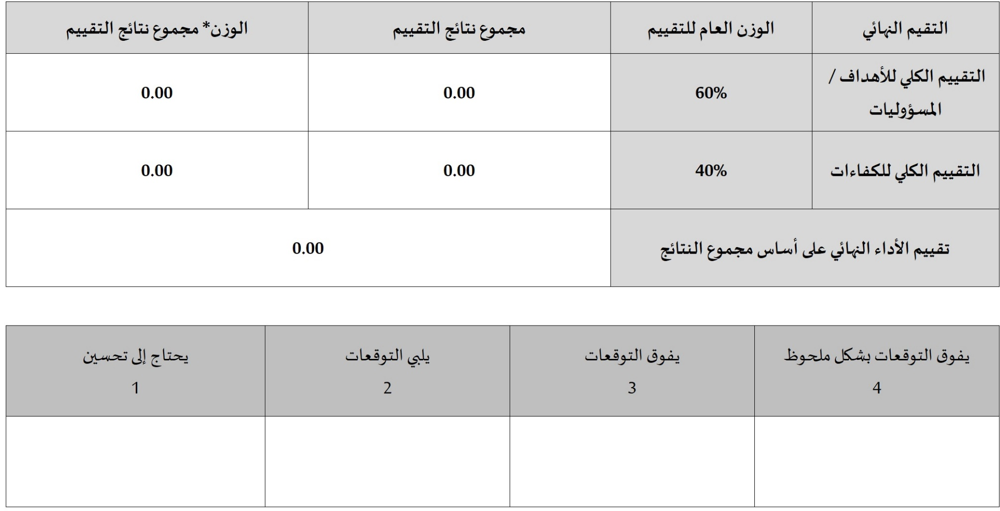 التقيم النهائي الوزن العام للتقييم مجموع نتائج التقييم الوزن* مجموع نتائج التقييم
التقييم الكلي للأهداف /
المسؤوليات
60% 0.00 0.00
التقييم الكلي للكفاءات 40% 0.00 0.00
تقييم الأداء النهائي على أساس مجموع النتائج 0.00
يفوق التوقعات بشكل ملحوظ يفوق التوقعات يلبي التوقعات يحتاج إلى تحسين
4 3 2 1